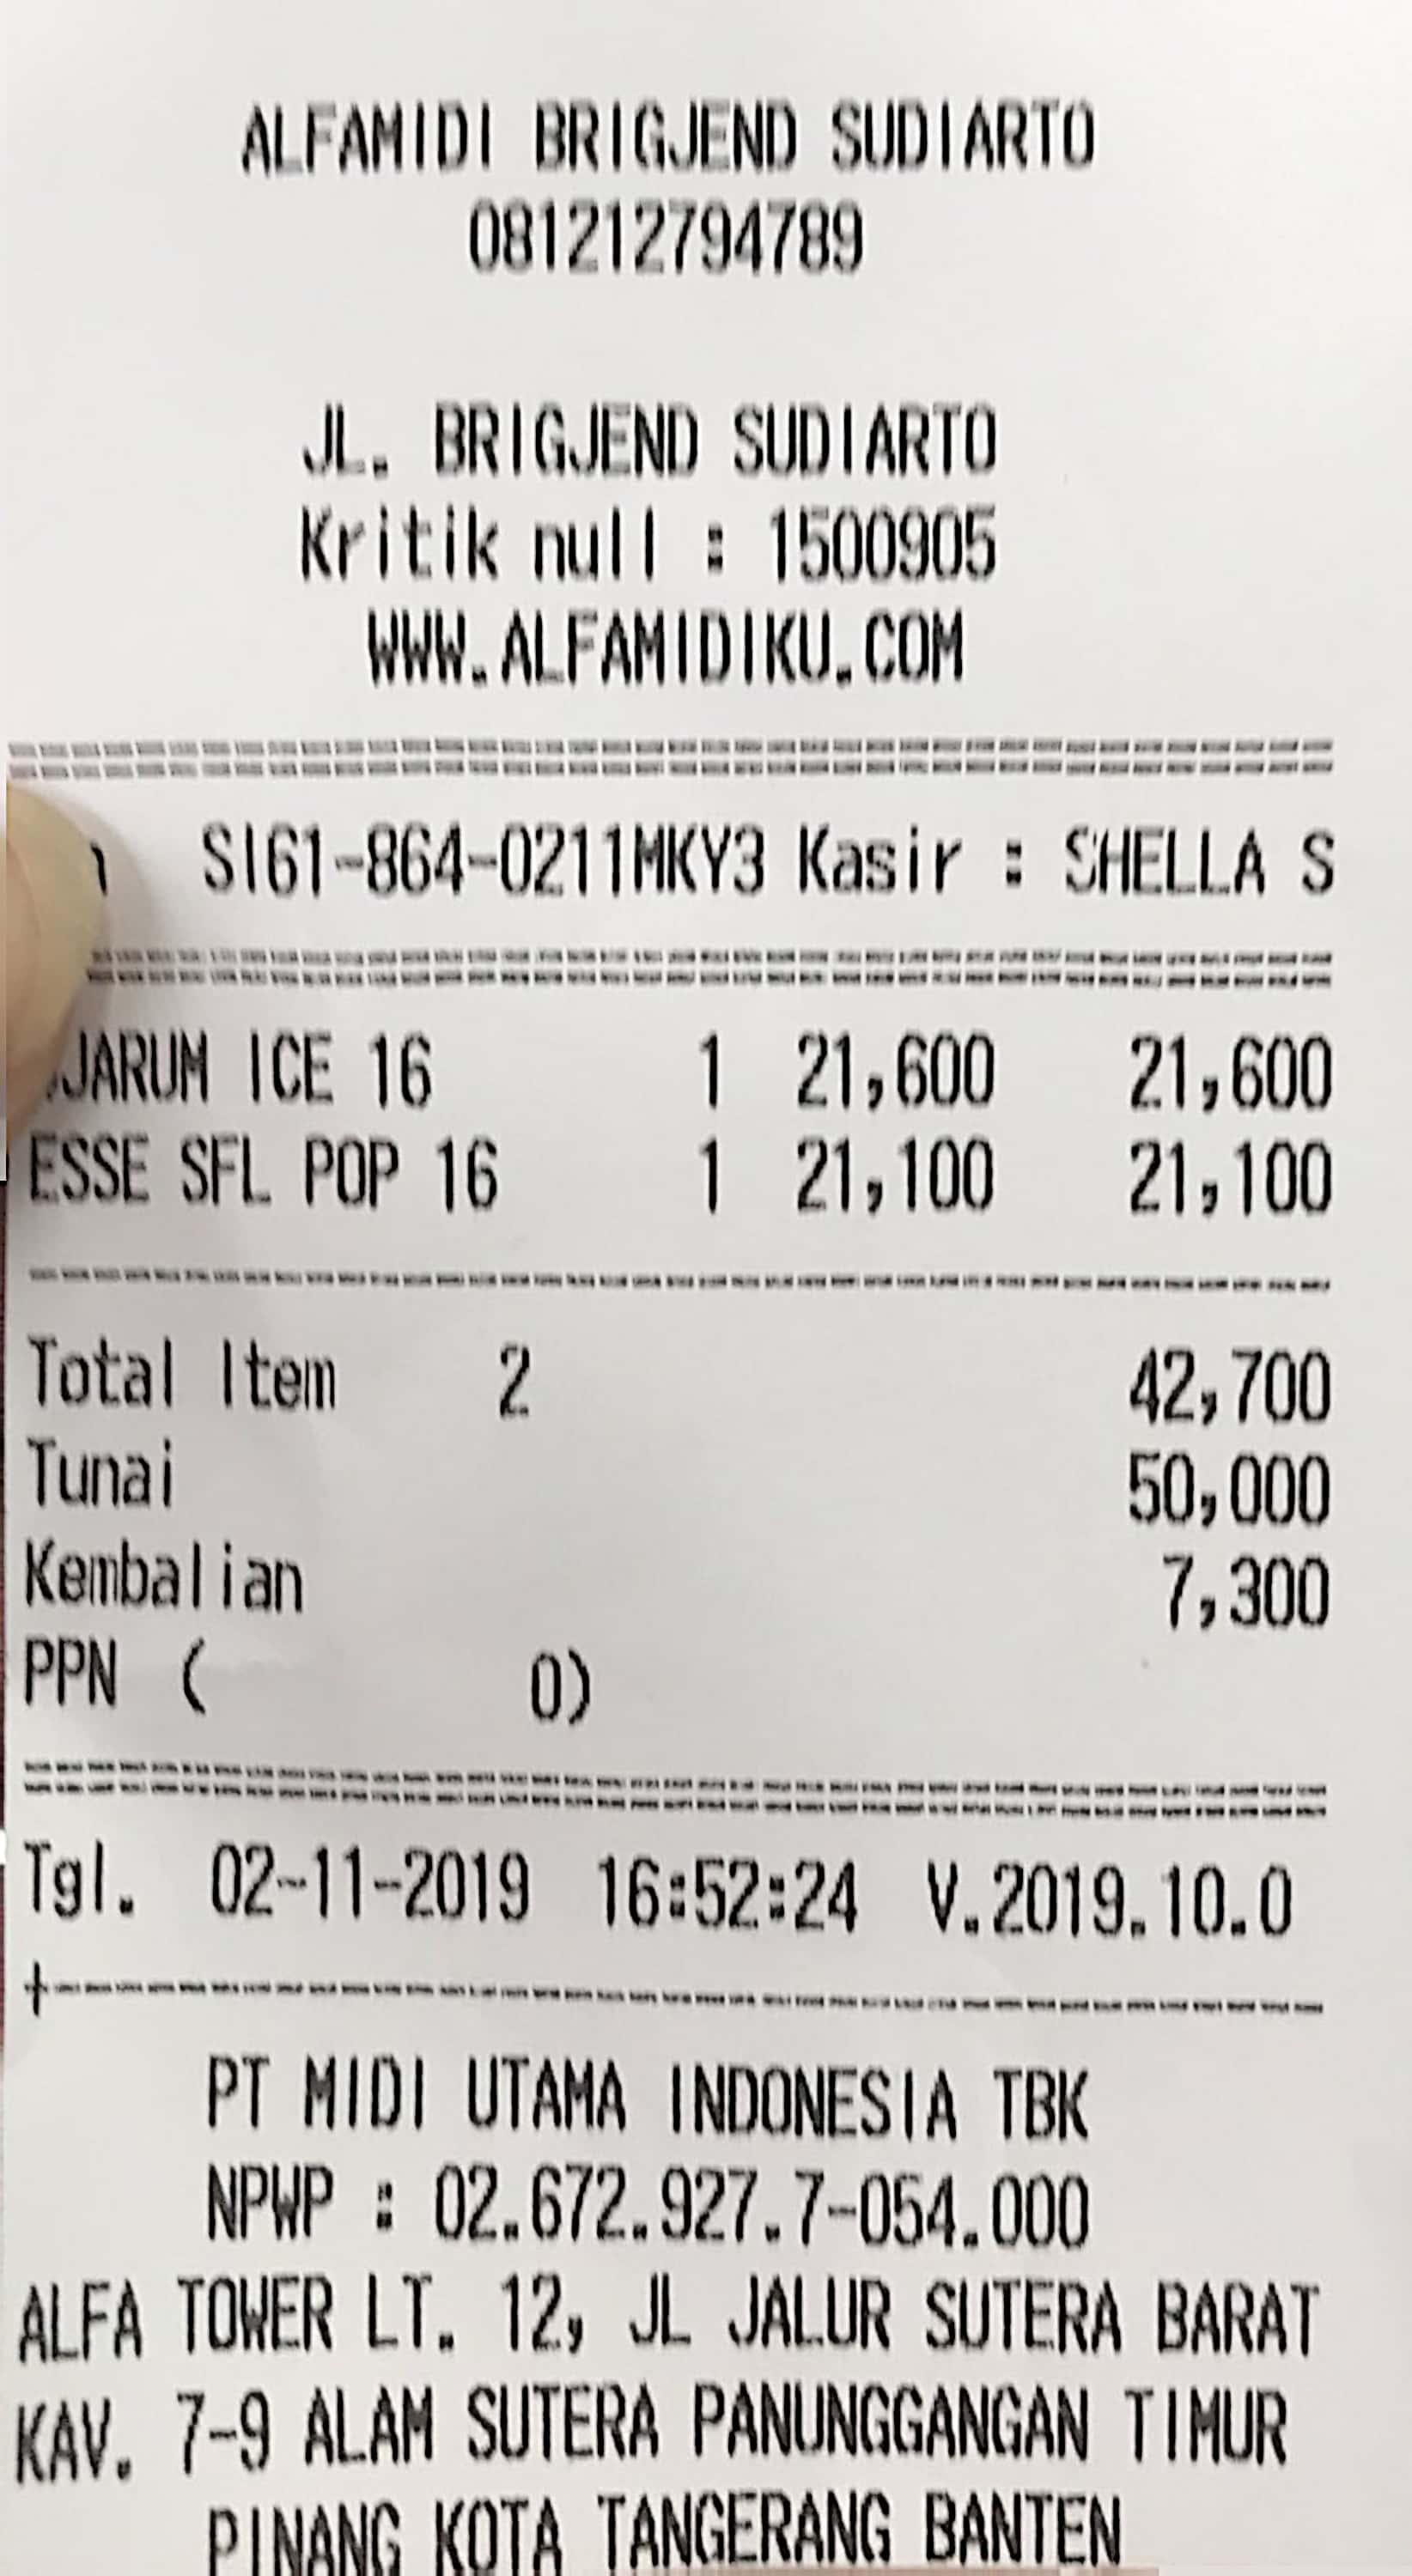 ALFAMIDI BRIGJEND SUDIARTO
081212794789
JL. BRIGJEND SUDIARTO
Kritik null : 1500905
WWW.ALFAMIDIKU.COM
SI61-864-0211MKY3 Kasir : SHELLA S
JARUM ICE 16 1 21,600 21,600
ESSE SFL POP 16 1 21,100 21,100
Total Item 2 42,700
Tunai 50,000
Kembalian 7,300
PPN ( 0)
Tgl. 02-11-2019 16:52:24 V.2019.10.0
PT MIDI UTAMA INDONESIA TBK
NPWP : 02.672.927.7-054.000
ALFA TOWER LT. 12, JL JALUR SUTERA BARAT
KAV. 7-9 ALAM SUTERA PANUNGGANGAN TIMUR
PINANG KOTA TANGERANG BANTEN